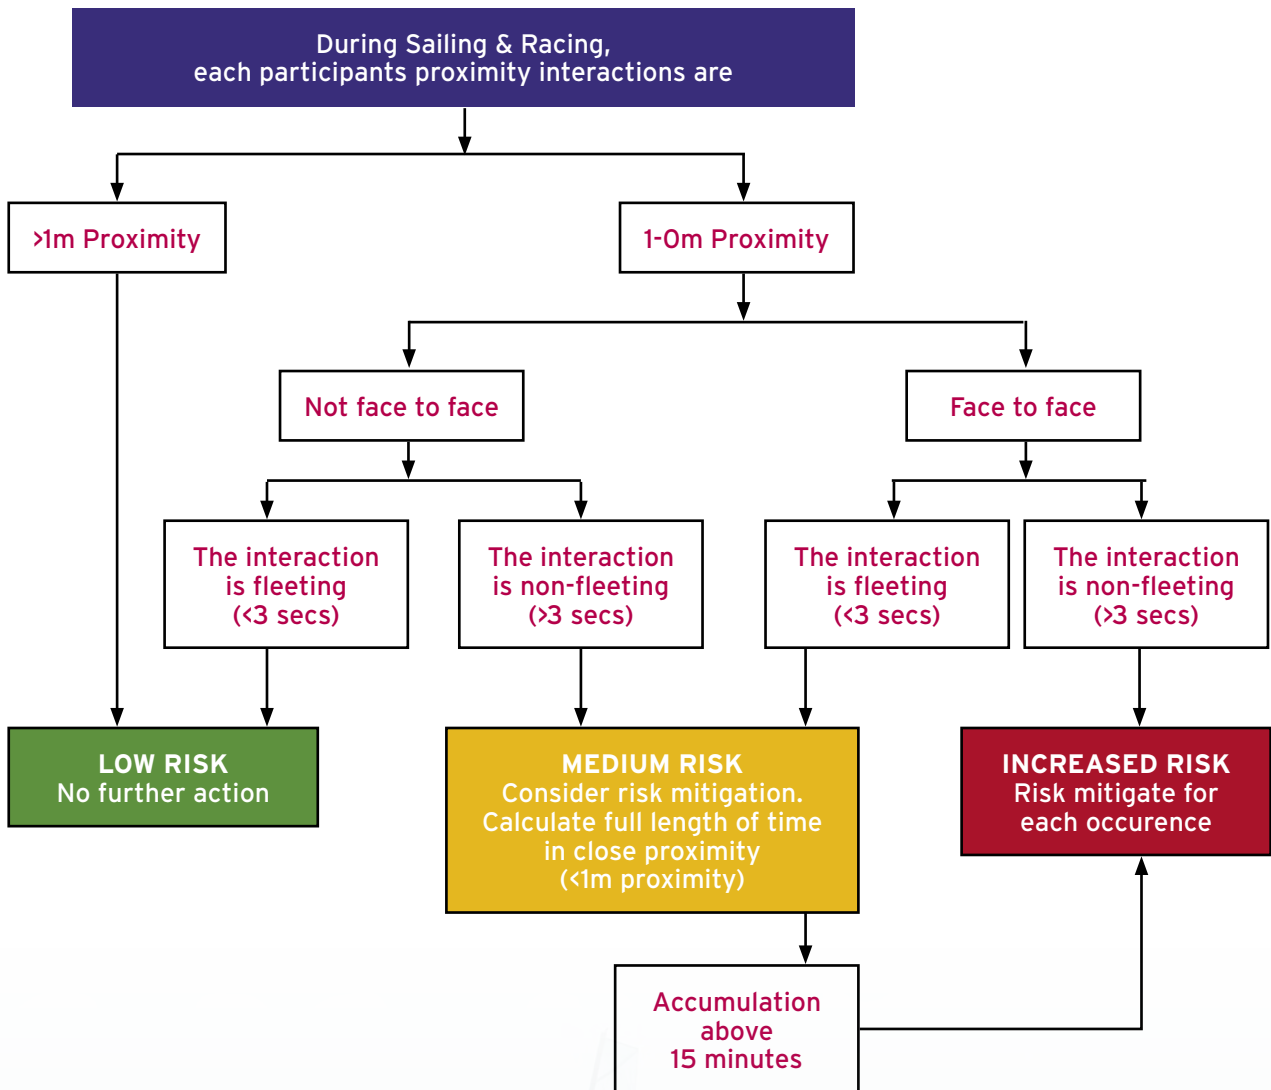 During Sailing & Racing,
each participants proximity interactions are
>1m Proximity
1-0m Proximity
Not face to face
Face to face
The interaction
is fleeting
(<3 secs)
The interaction
is non-fleeting
(>3 secs)
The interaction
is fleeting
(<3 secs)
The interaction
is non-fleeting
(>3 secs)
LOW RISK
No further action
MEDIUM RISK
Consider risk mitigation.
Calculate full length of time
in close proximity
(<1m proximity)
INCREASED RISK
Risk mitigate for
each occurence
Accumulation
above
15 minutes